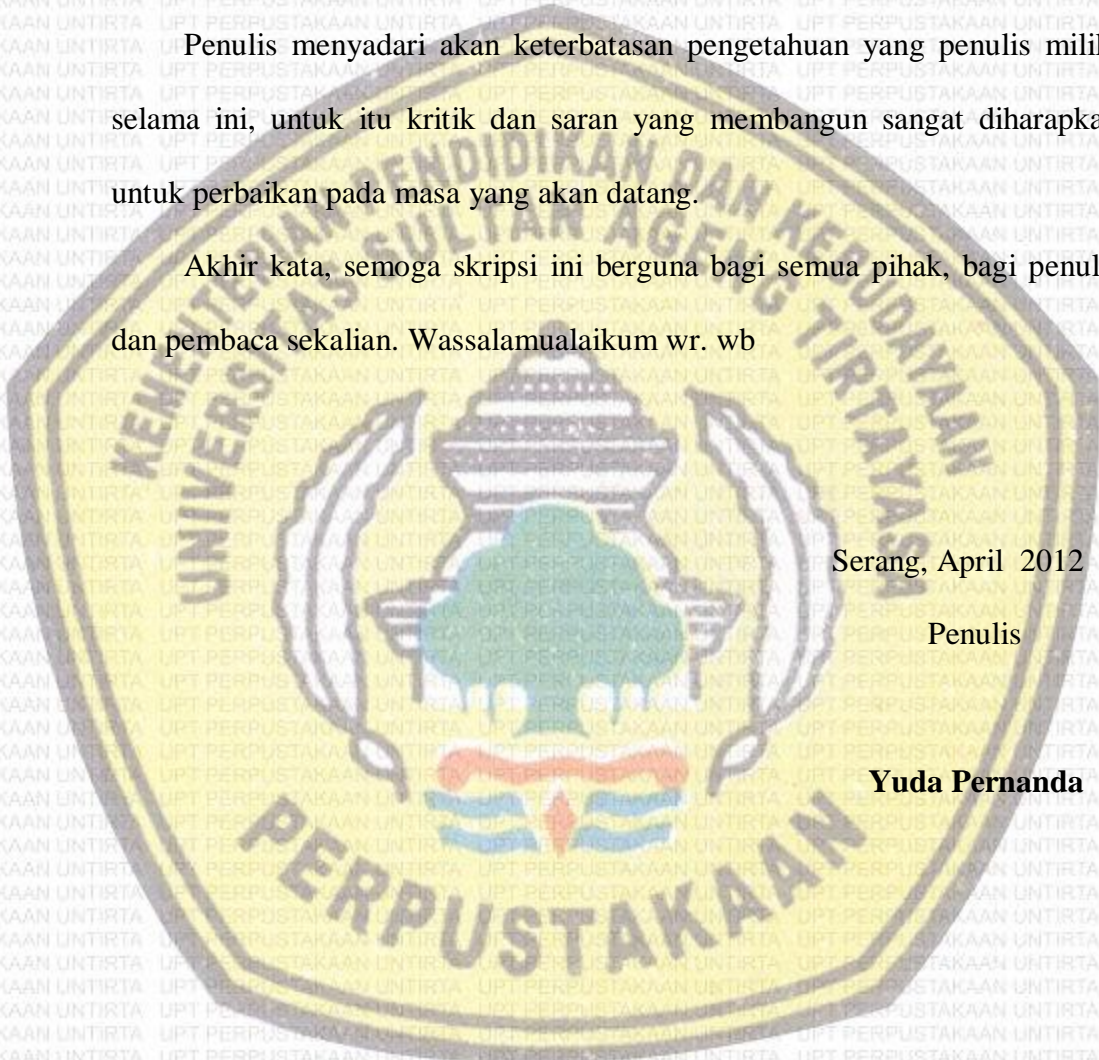 Penulis menyadari akan keterbatasan pengetahuan yang penulis milik
selama ini, untuk itu kritik dan saran yang membangun sangat diharapka
untuk perbaikan pada masa yang akan datang.
Akhir kata, semoga skripsi ini berguna bagi semua pihak, bagi penul
dan pembaca sekalian. Wassalamualaikum wr. wb
Serang, April 2012
Penulis
Yuda Pernanda
KEMENTERIAN PENDIDIKAN DAN KEBUDAYAAN
UNIVERSITAS SULTAN AGENG TIRTAYASA
PERPUSTAKAAN